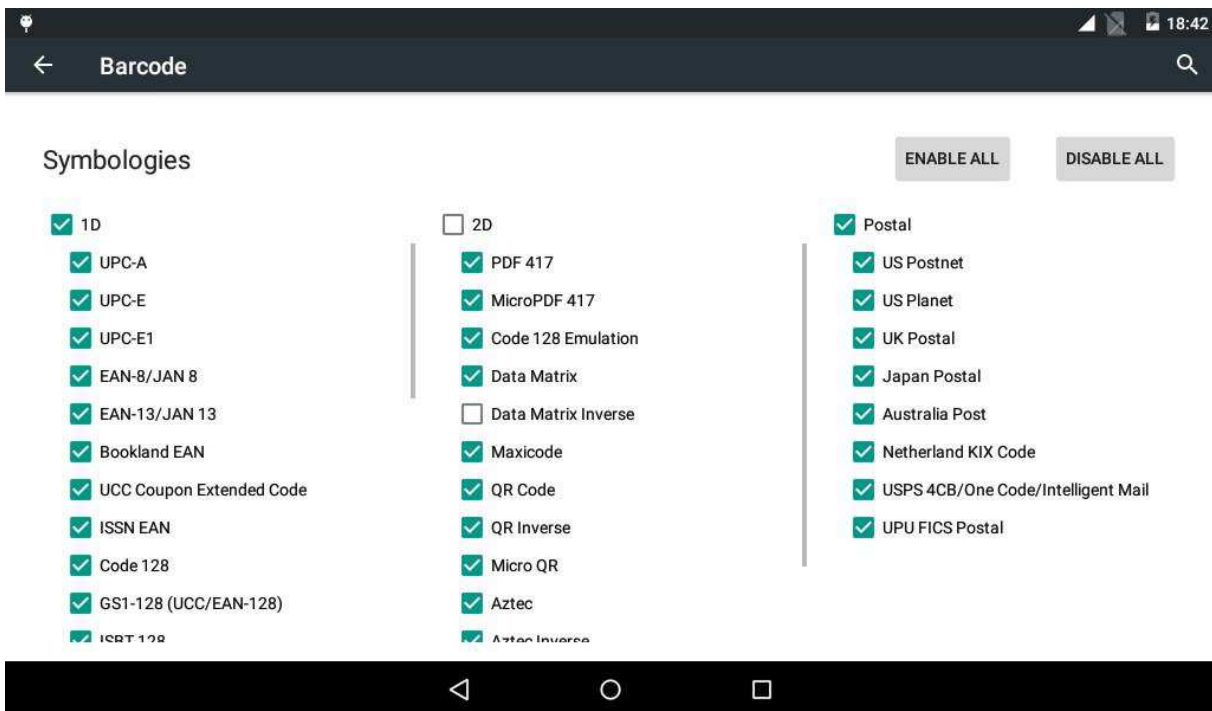 18:42
Barcode
Symbologies
ENABLE ALL
DISABLE ALL
1D
UPC-A
UPC-E
UPC-E1
EAN-8/JAN 8
EAN-13/JAN 13
Bookland EAN
UCC Coupon Extended Code
ISSN EAN
Code 128
GS1-128 (UCC/EAN-128)
ISBT 128
2D
PDF 417
MicroPDF 417
Code 128 Emulation
Data Matrix
Data Matrix Inverse
Maxicode
QR Code
QR Inverse
Micro QR
Aztec
Aztec Inverse
Postal
US Postnet
US Planet
UK Postal
Japan Postal
Australia Post
Netherland KIX Code
USPS 4CB/One Code/Intelligent Mail
UPU FICS Postal